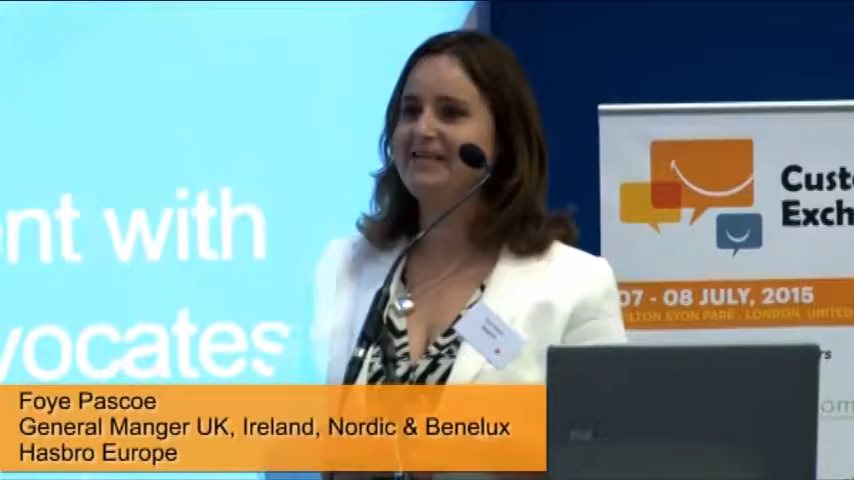 ent with
vocates
Custo
Exch
07 - 08 JULY, 2015
ILTON SYON PARK . LONDON . UNITED
Foye Pascoe
General Manger UK, Ireland, Nordic & Benelux
Hasbro Europe